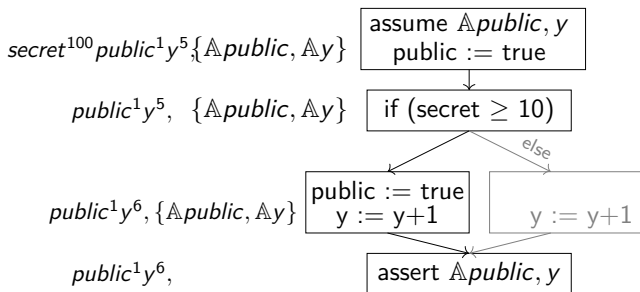 assume 𝔸public, y
secret^100 public^1 y^5,{𝔸public, 𝔸y}
public := true
public^1 y^5, {𝔸public, 𝔸y}
if (secret ≥ 10)
else
public := true
public^1 y^6, {𝔸public, 𝔸y}
y := y+1
y := y+1
public^1 y^6,
assert 𝔸public, y